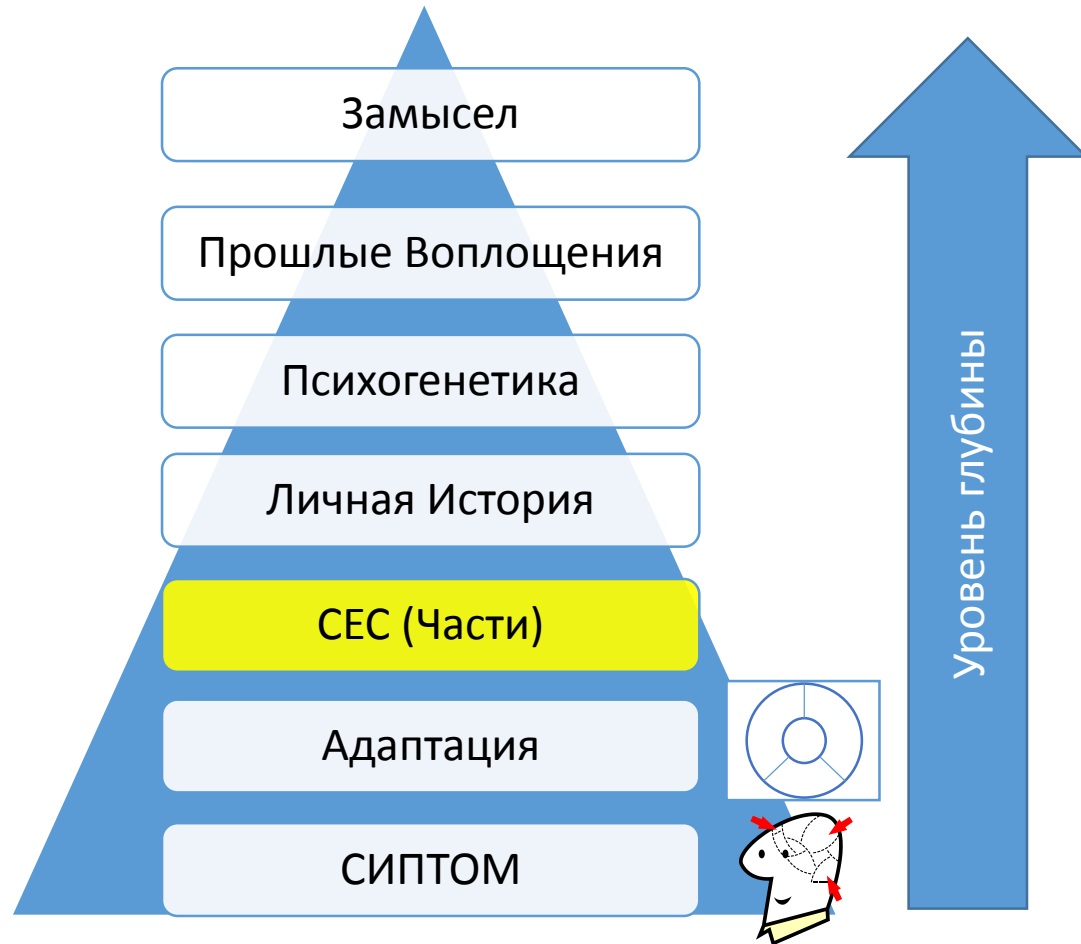 Замысел
Прошлые Воплощения
Психогенетика
Личная История
СЕС (Части)
Адаптация
СИПТОМ
Уровень глубины